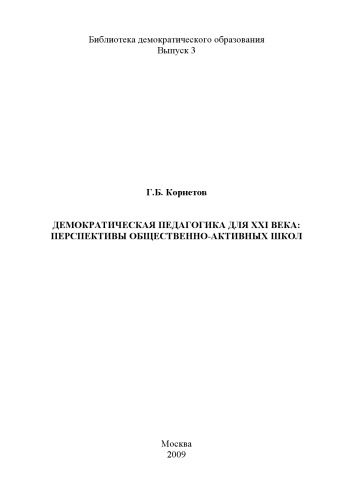 Библиотека демократического образования
Выпуск 3
Г.Б. Корнетов
ДЕМОКРАТИЧЕСКАЯ ПЕДАГОГИКА ДЛЯ XXI ВЕКА:
ПЕРСПЕКТИВЫ ОБЩЕСТВЕННО-АКТИВНЫХ ШКОЛ
Москва
2009